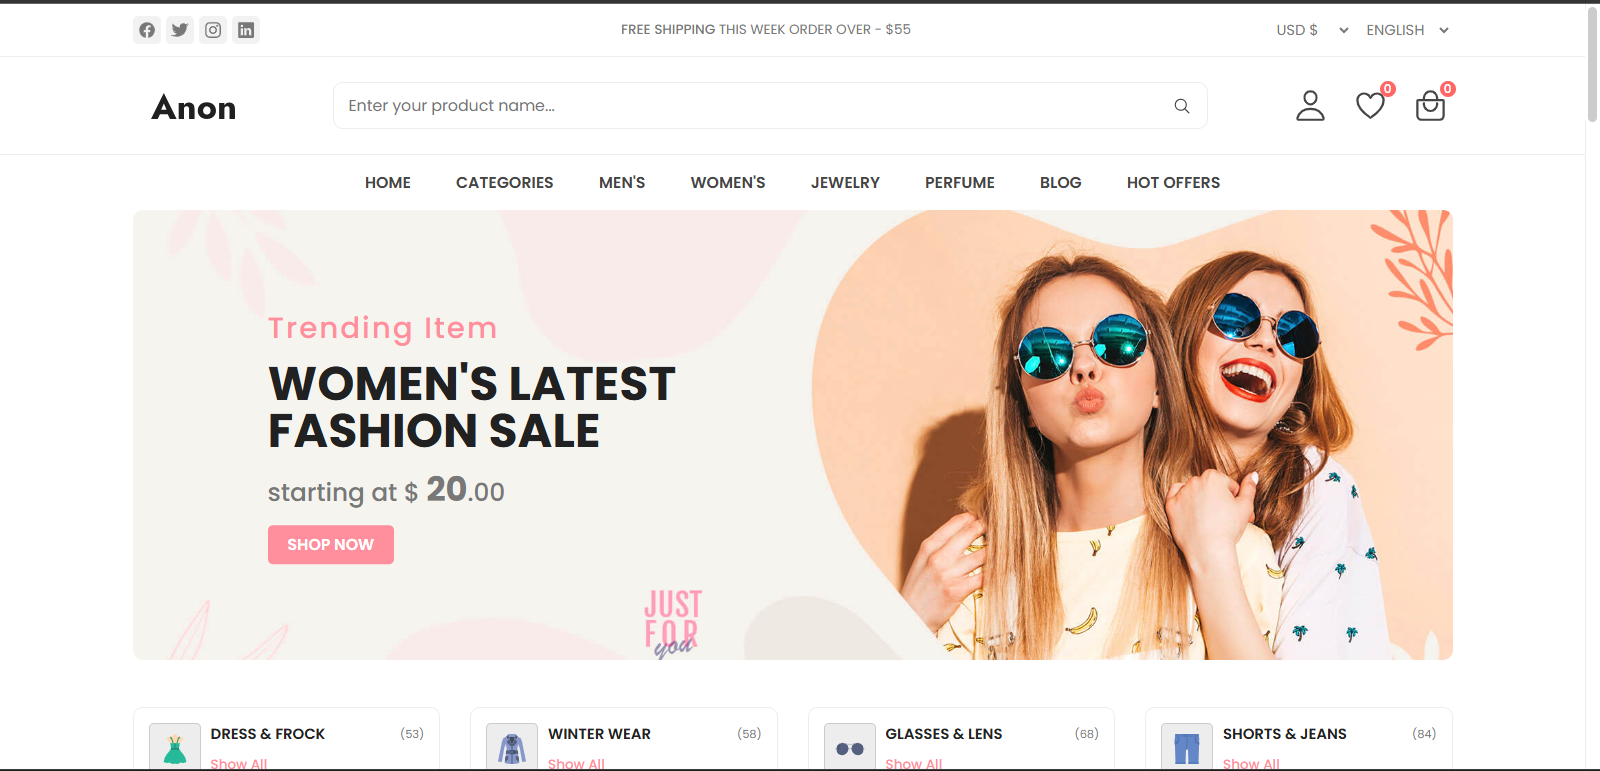 FREE SHIPPING THIS WEEK ORDER OVER - $55
USD $
ENGLISH
Anon
Enter your product name...
0
0
HOME
CATEGORIES
MEN'S
WOMEN'S
JEWELRY
PERFUME
BLOG
HOT OFFERS
Trending Item
WOMEN'S LATEST
FASHION SALE
starting at $ 20.00
SHOP NOW
JUST
FOR
you
DRESS & FROCK
(53)
Show All
WINTER WEAR
(58)
Show All
GLASSES & LENS
(68)
Show All
SHORTS & JEANS
(84)
Show All